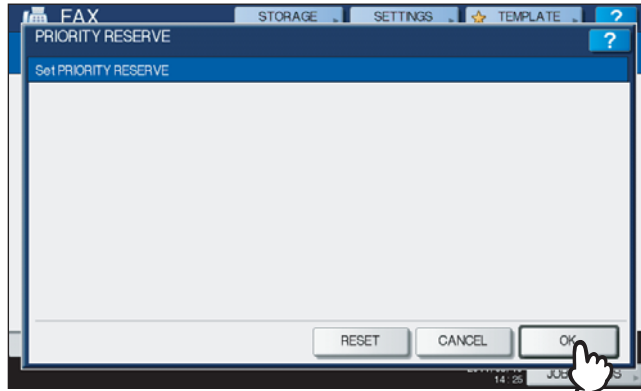 FAX STORAGE SETTINGS TEMPLATE ?
PRIORITY RESERVE ?
Set PRIORITY RESERVE
RESET CANCEL OK
14:25